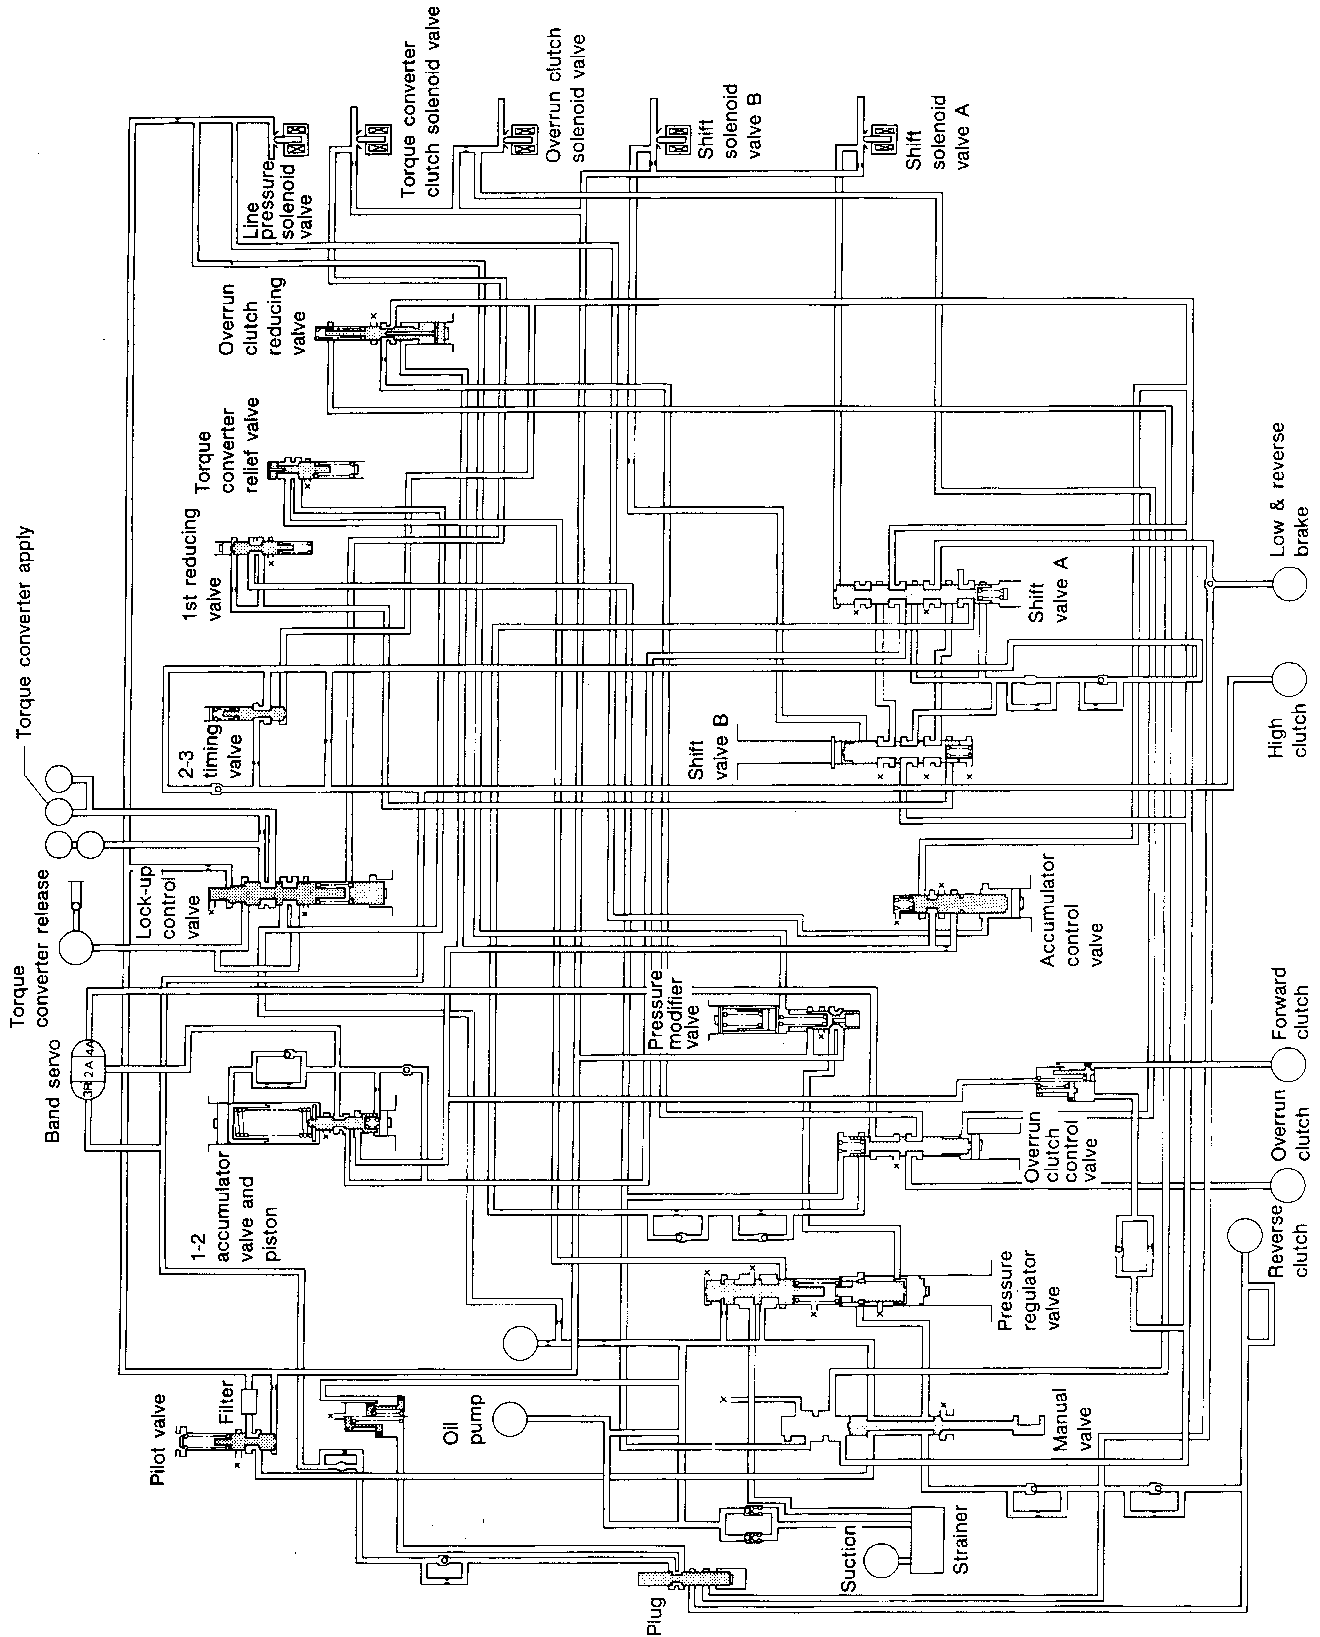 Torque converter apply
Torque
converter release
Band servo
3R 2A 4A
Lock-up
control
valve
2-3
timing
valve
1st reducing
valve
Torque
converter
relief valve
Overrun
clutch
reducing
valve
Line
pressure
solenoid
valve
Torque converter
clutch solenoid valve
Overrun clutch
solenoid valve
Shift
solenoid
valve B
Shift
solenoid
valve A
1-2
accumulator
valve and
piston
Pressure
modifier
valve
Shift
valve B
Shift
valve A
Accumulator
control
valve
Pilot valve
Filter
Oil
pump
Pressure
regulator
valve
Overrun
clutch
control
valve
Manual
valve
Plug
Suction
Strainer
Reverse
clutch
Overrun
clutch
Forward
clutch
High
clutch
Low & reverse
brake